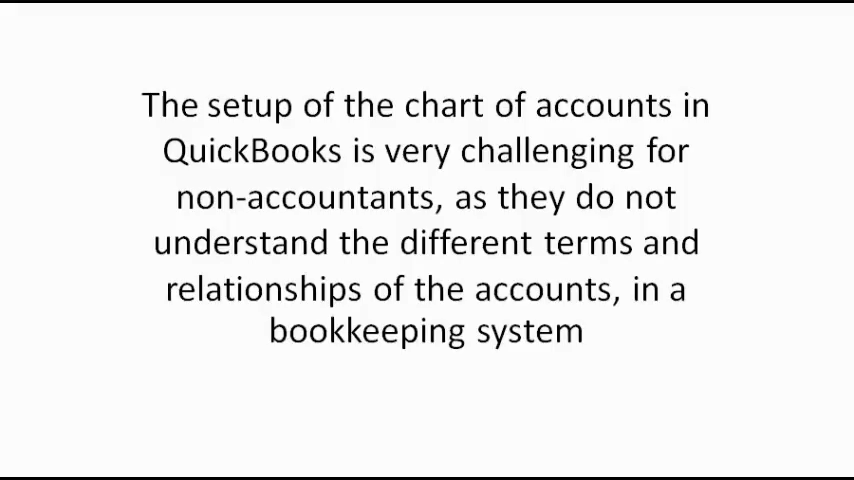 The setup of the chart of accounts in
QuickBooks is very challenging for
non-accountants, as they do not
understand the different terms and
relationships of the accounts, in a
bookkeeping system